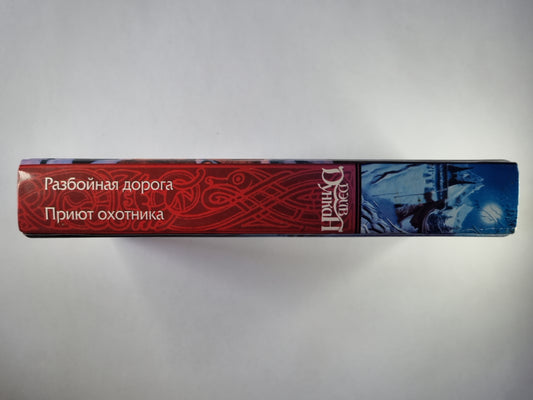 Дэйв
Дункан
Разбойная дорога
Приют охотника